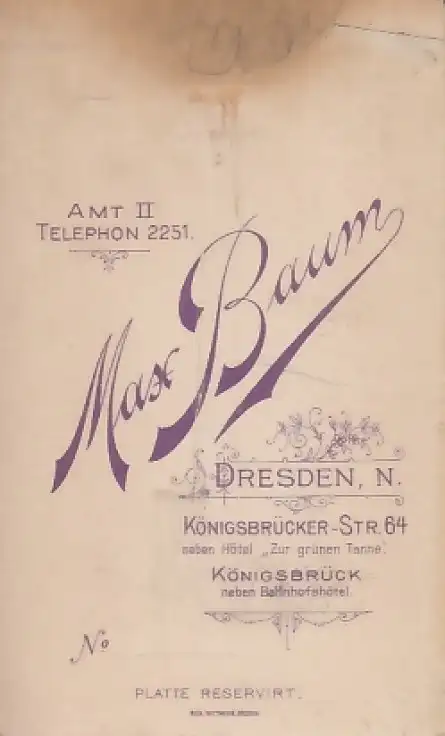 AMT II
TELEPHON 2251.
Max Baum
DRESDEN, N.
KÖNIGSBRÜCKER-STR. 64
neben Hôtel „Zur grünen Tanne".
KÖNIGSBRÜCK
neben Bahnhofshôtel.
No
PLATTE RESERVIRT.